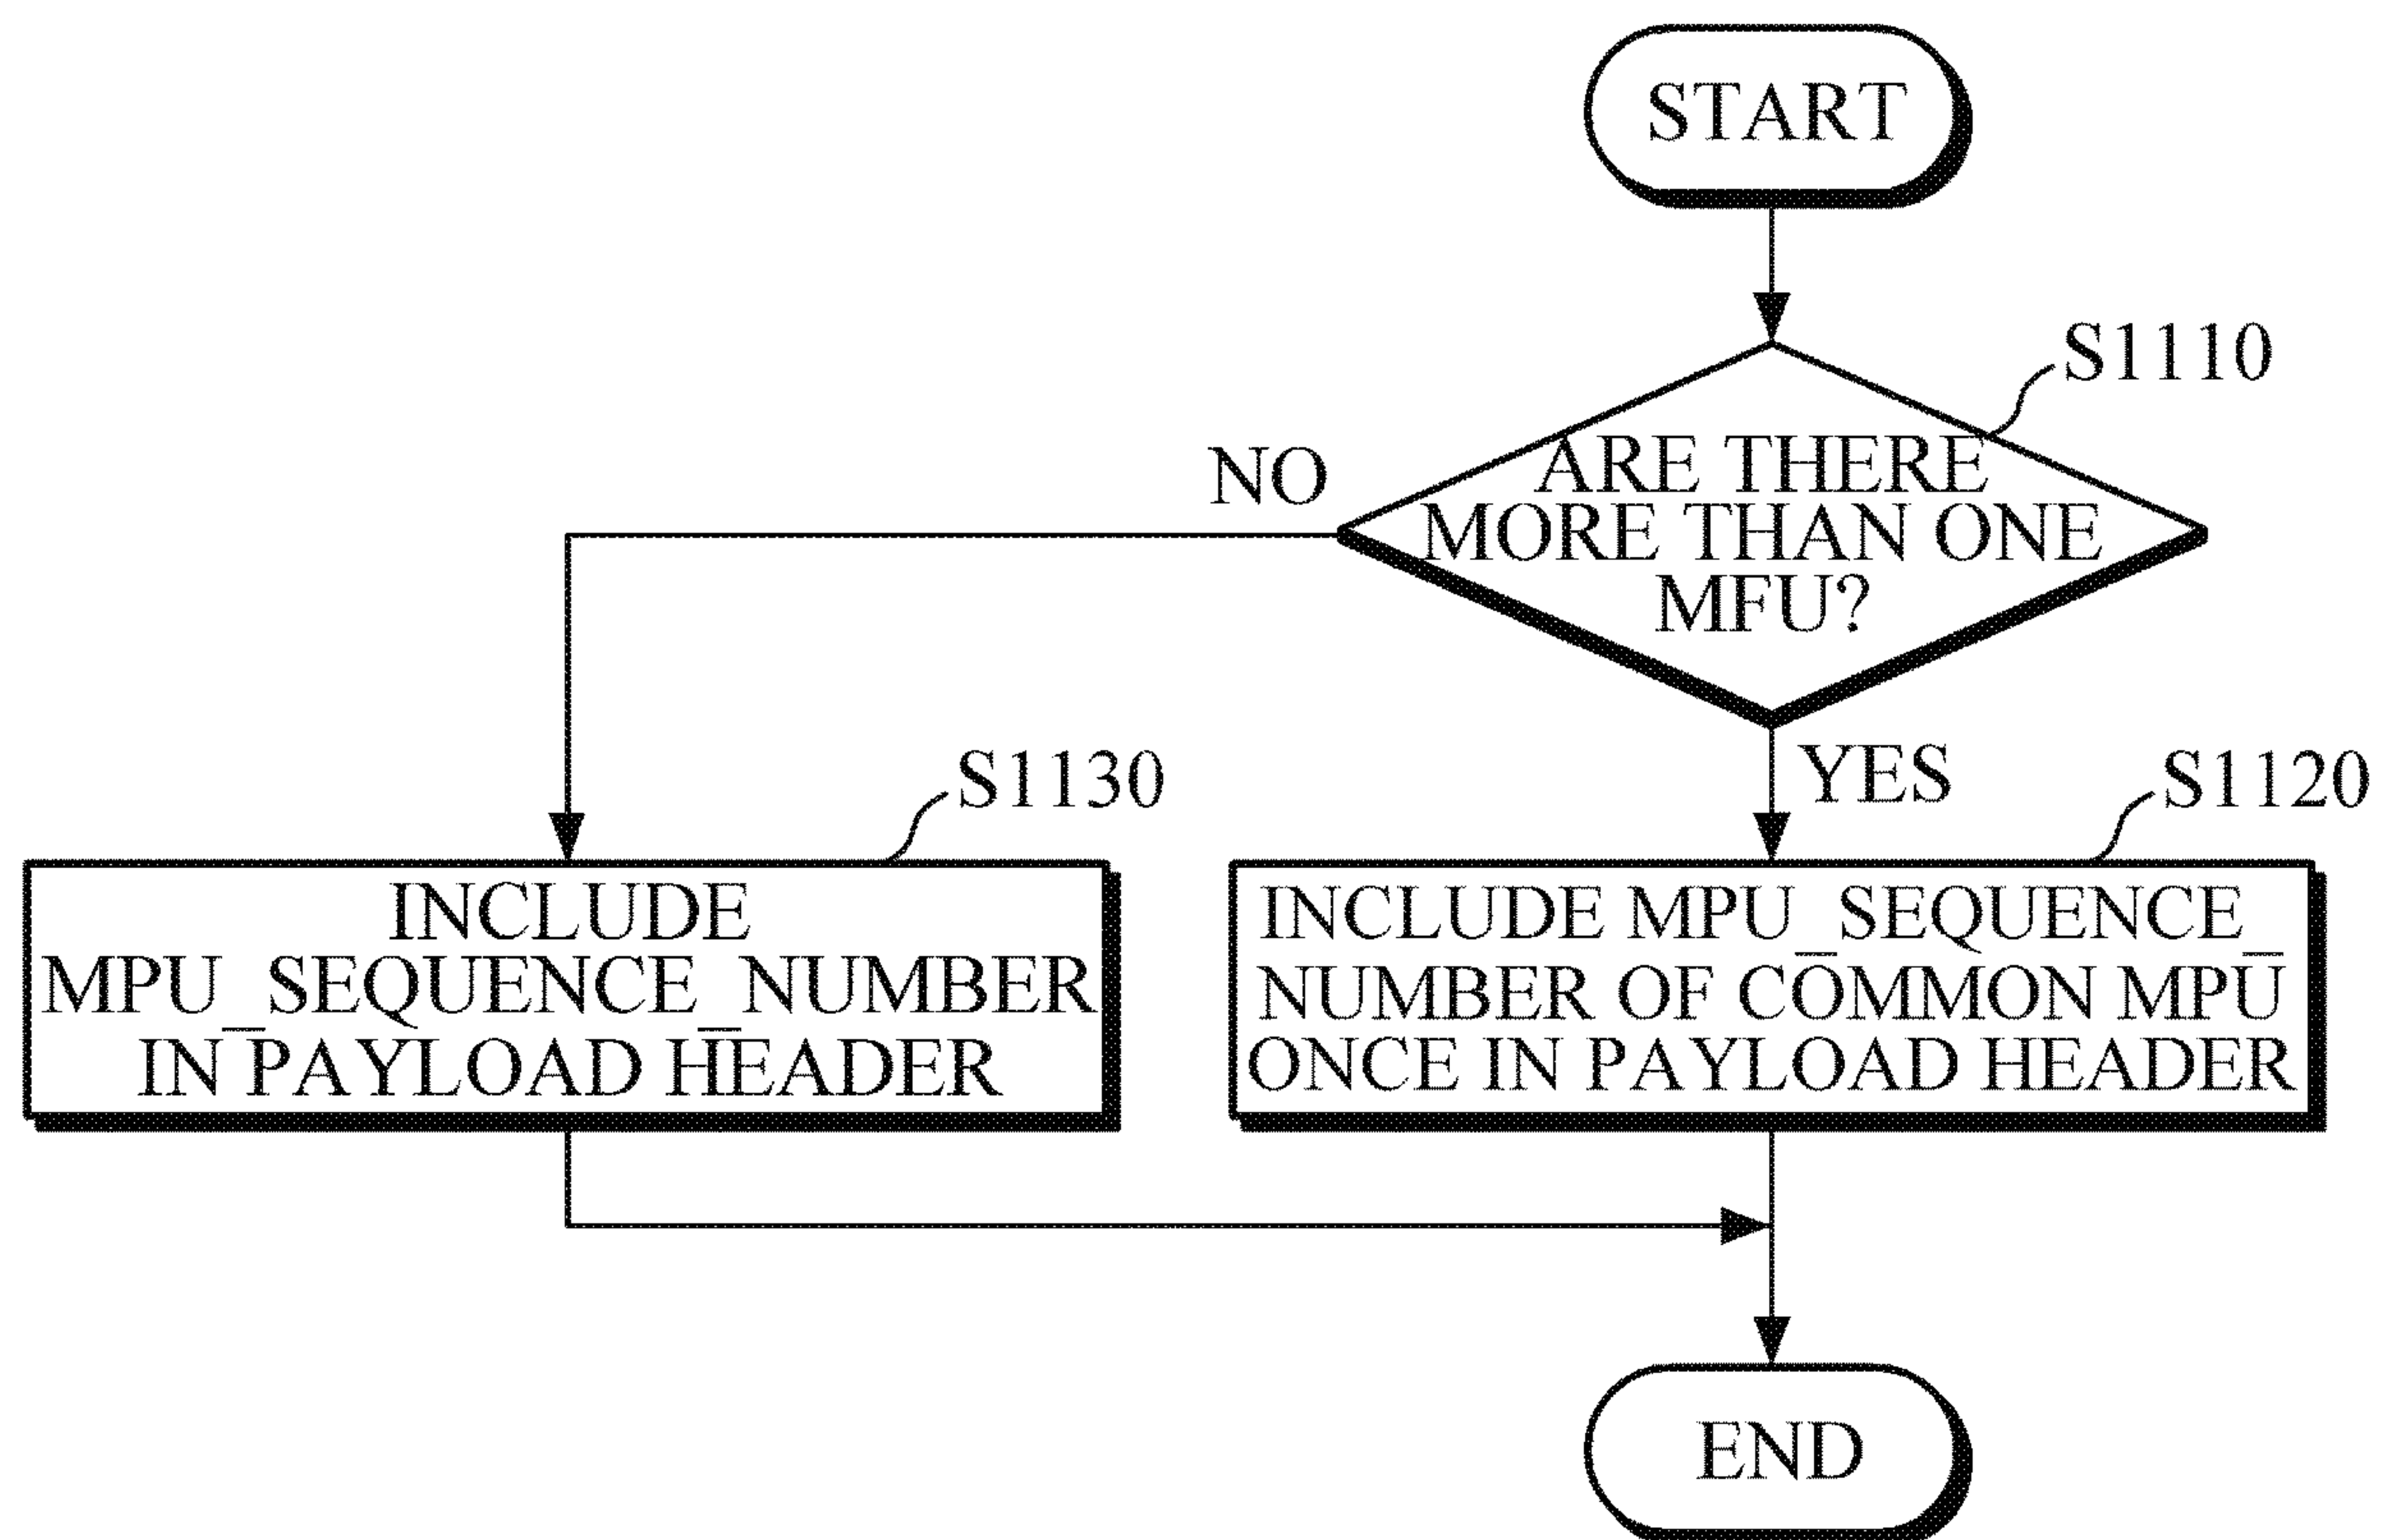 START
S1110
ARE THERE
MORE THAN ONE
MFU?
NO
YES
S1130
S1120
INCLUDE
MPU_SEQUENCE_NUMBER
IN PAYLOAD HEADER
INCLUDE MPU_SEQUENCE_
NUMBER OF COMMON MPU
ONCE IN PAYLOAD HEADER
END